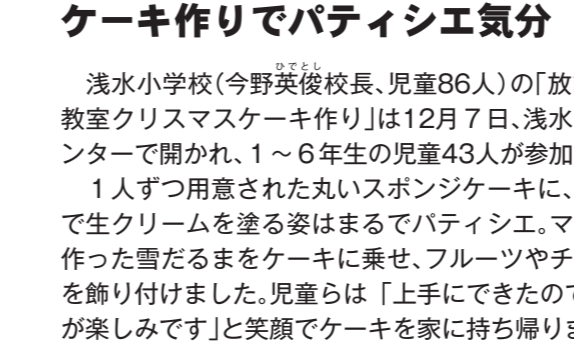 ケーキ作りでパティシエ気分
ひでとし
浅水小学校(今野英俊校長、児童86人)の「放
教室クリスマスケーキ作り」は12月7日、浅水
ンターで開かれ、1～6年生の児童43人が参加
1人ずつ用意された丸いスポンジケーキに、
で生クリームを塗る姿はまるでパティシエ。マ
作った雪だるまをケーキに乗せ、フルーツやチ
を飾り付けました。児童らは「上手にできたので
が楽しみです」と笑顔でケーキを家に持ち帰りま